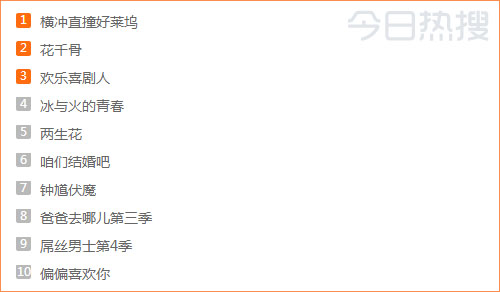 今日热搜
1 横冲直撞好莱坞
2 花千骨
3 欢乐喜剧人
4 冰与火的青春
5 两生花
6 咱们结婚吧
7 钟馗伏魔
8 爸爸去哪儿第三季
9 屌丝男士第4季
10 偏偏喜欢你